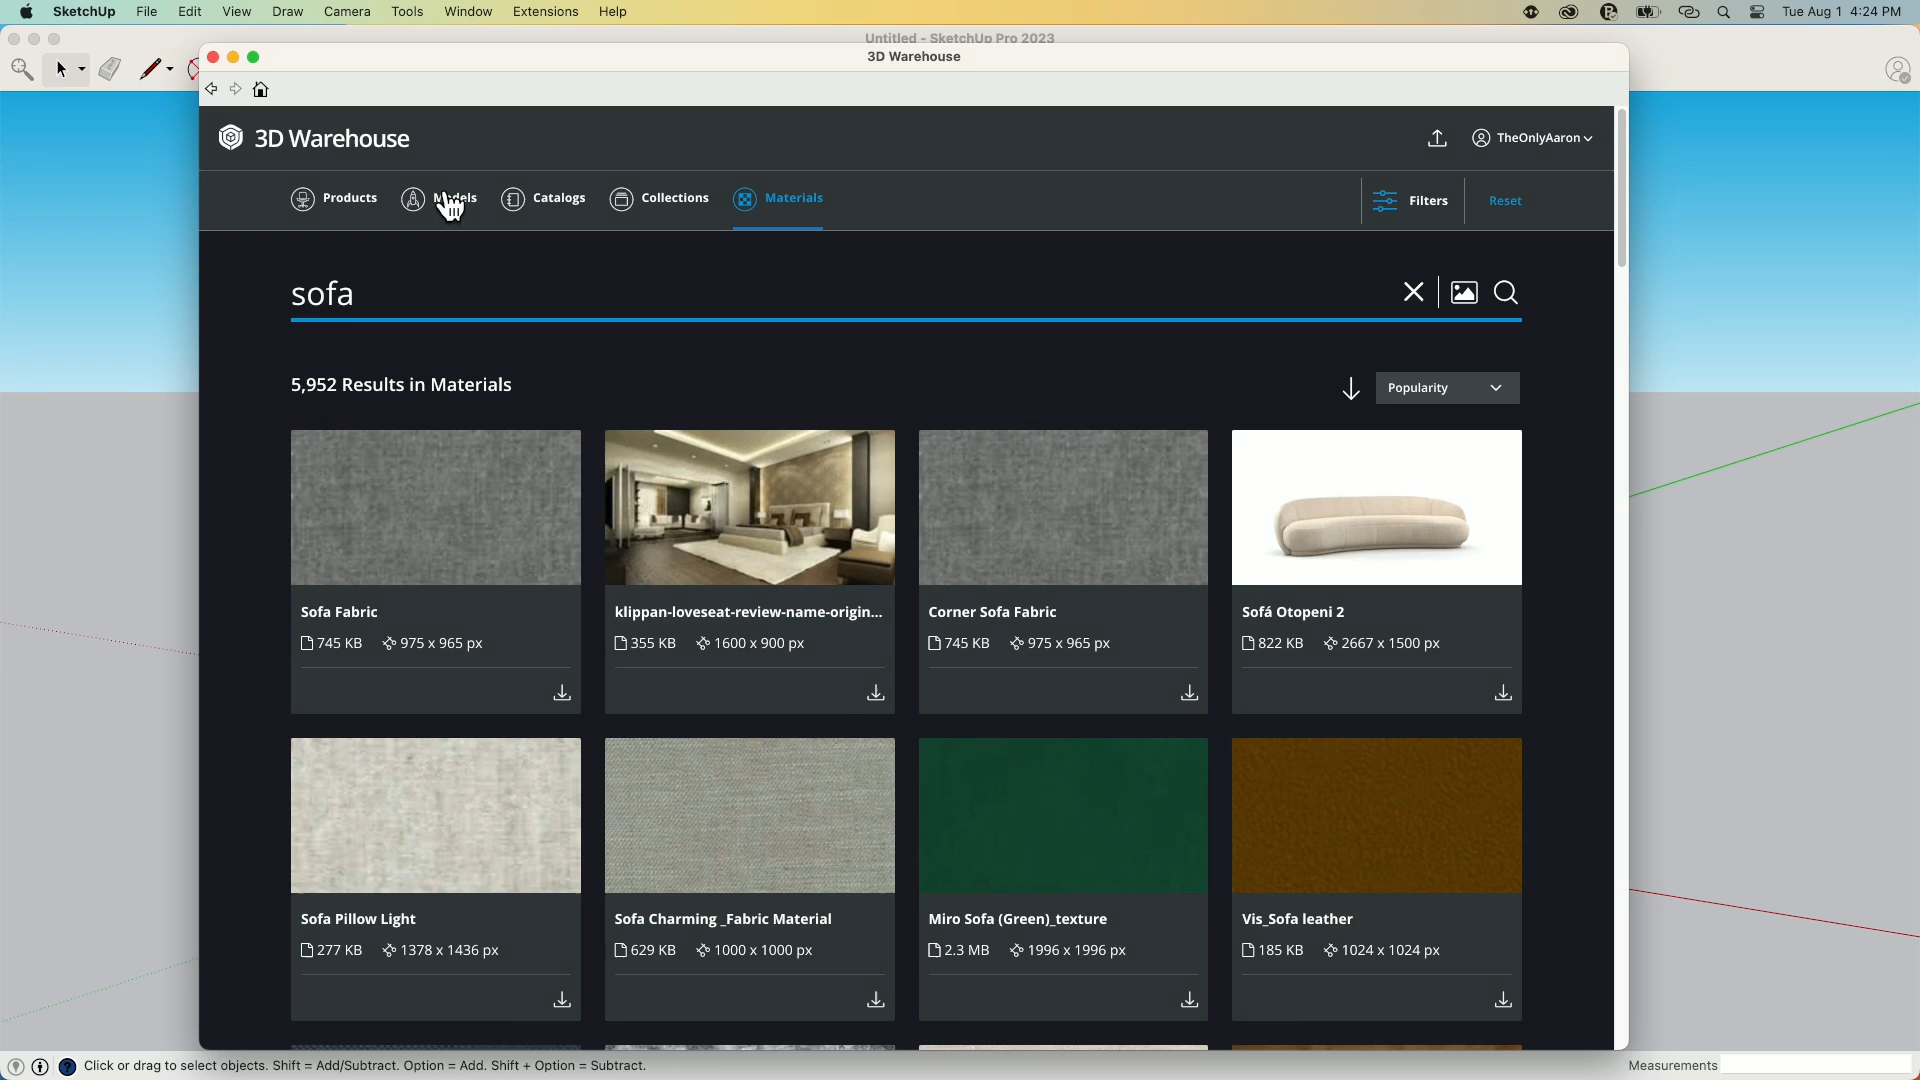 SketchUp File Edit View Draw Camera Tools Window Extensions Help Tue Aug 1 4:24 PM
Untitled - SketchUp Pro 2023
3D Warehouse
3D Warehouse TheOnlyAaron
Products Models Catalogs Collections Materials Filters Reset
sofa
5,952 Results in Materials Popularity
Sofa Fabric klippan-loveseat-review-name-origin... Corner Sofa Fabric Sofá Otopeni 2
745 KB 975 x 965 px 355 KB 1600 x 900 px 745 KB 975 x 965 px 822 KB 2667 x 1500 px
Sofa Pillow Light Sofa Charming _Fabric Material Miro Sofa (Green)_texture Vis_Sofa leather
277 KB 1378 x 1436 px 629 KB 1000 x 1000 px 2.3 MB 1996 x 1996 px 185 KB 1024 x 1024 px
Click or drag to select objects. Shift = Add/Subtract. Option = Add. Shift + Option = Subtract. Measurements